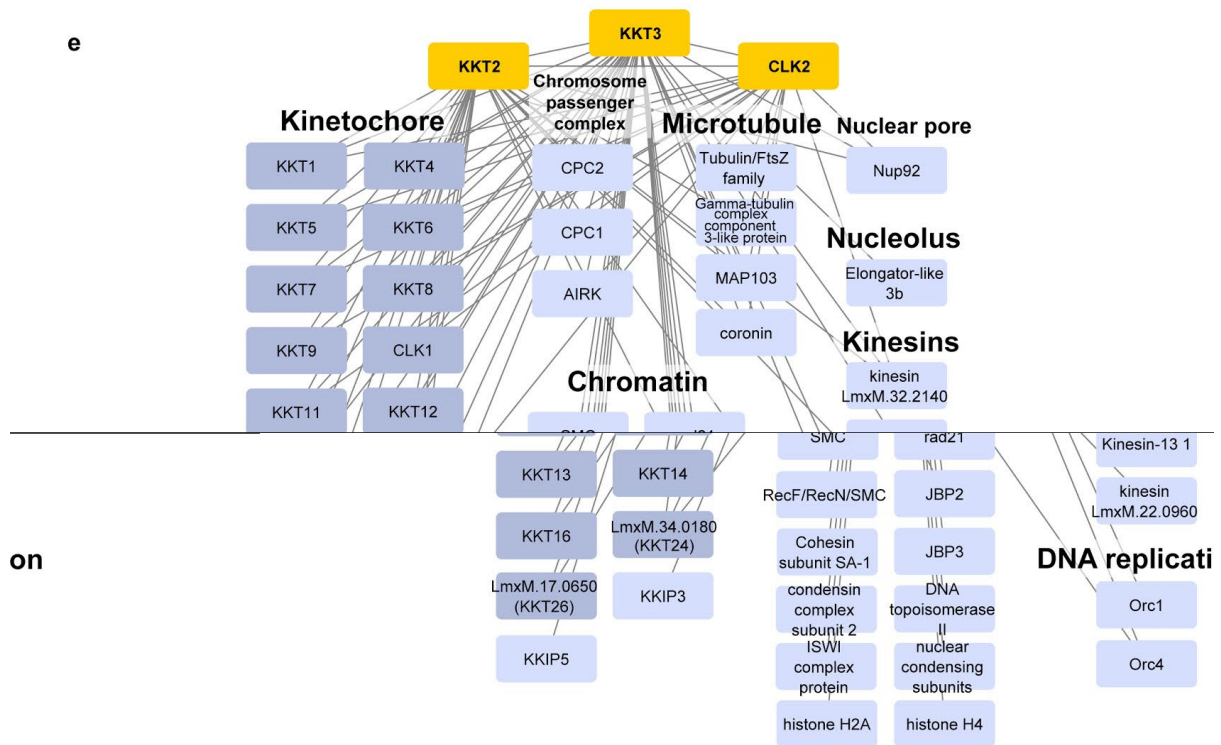 e
KKT3
KKT2
CLK2
Chromosome
passenger
complex
Kinetochore
Microtubule
Nuclear pore
KKT1
KKT4
CPC2
Tubulin/FtsZ
family
Nup92
KKT5
KKT6
CPC1
Gamma-tubulin
complex
component
3-like protein
Nucleolus
KKT7
KKT8
AIRK
MAP103
Elongator-like
3b
KKT9
CLK1
coronin
Kinesins
Chromatin
kinesin
LmxM.32.2140
KKT11
KKT12
SMC
rad21
Kinesin-13 1
KKT13
KKT14
RecF/RecN/SMC
JBP2
kinesin
LmxM.22.0960
KKT16
LmxM.34.0180
(KKT24)
Cohesin
subunit SA-1
JBP3
on
DNA replicati
LmxM.17.0650
(KKT26)
KKIP3
condensin
complex
subunit 2
DNA
topoisomerase
II
Orc1
KKIP5
ISWI
complex
protein
nuclear
condensing
subunits
Orc4
histone H2A
histone H4